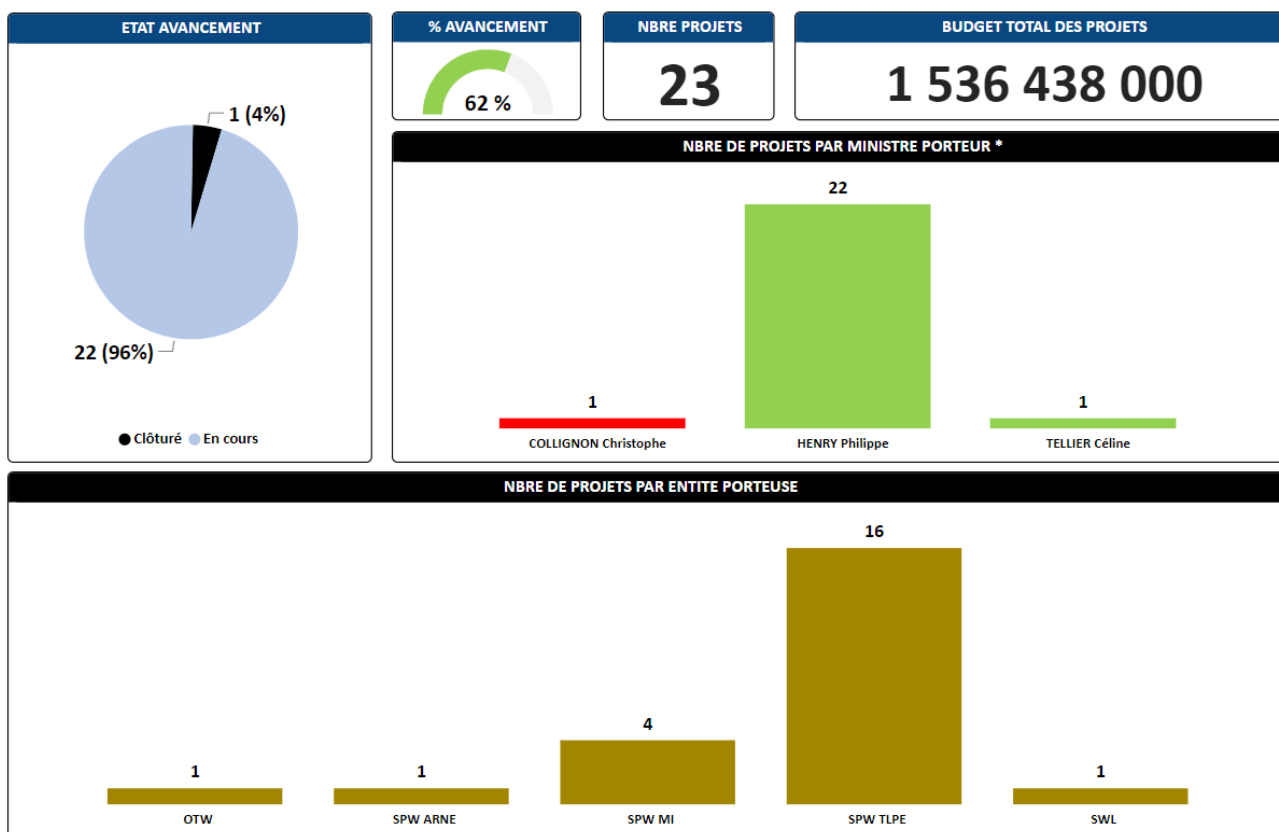 ETAT AVANCEMENT
1 (4%)
22 (96%)
Clôturé En cours
% AVANCEMENT
62 %
NBRE PROJETS
23
BUDGET TOTAL DES PROJETS
1 536 438 000
NBRE DE PROJETS PAR MINISTRE PORTEUR *
1
22
1
COLLIGNON Christophe
HENRY Philippe
TELLIER Céline
NBRE DE PROJETS PAR ENTITE PORTEUSE
1
1
4
16
1
OTW
SPW ARNE
SPW MI
SPW TLPE
SWL